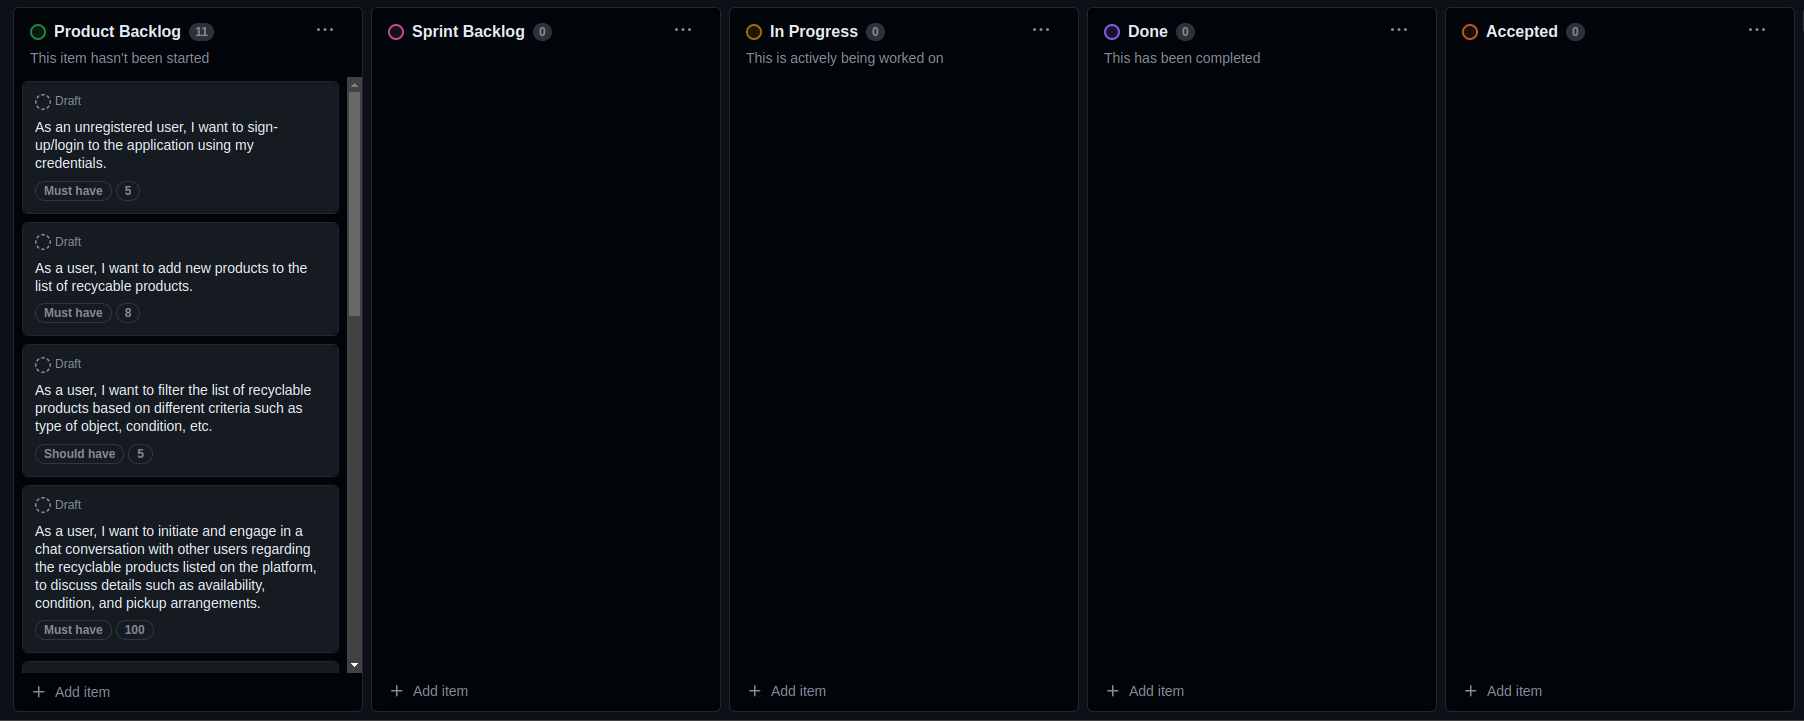 Product Backlog 11
This item hasn't been started
Draft
As an unregistered user, I want to sign-
up/login to the application using my
credentials.
Must have 5
Draft
As a user, I want to add new products to the
list of recycable products.
Must have 8
Draft
As a user, I want to filter the list of recyclable
products based on different criteria such as
type of object, condition, etc.
Should have 5
Draft
As a user, I want to initiate and engage in a
chat conversation with other users regarding
the recyclable products listed on the platform,
to discuss details such as availability,
condition, and pickup arrangements.
Must have 100
Add item
Sprint Backlog 0
Add item
In Progress 0
This is actively being worked on
Add item
Done 0
This has been completed
Add item
Accepted 0
Add item